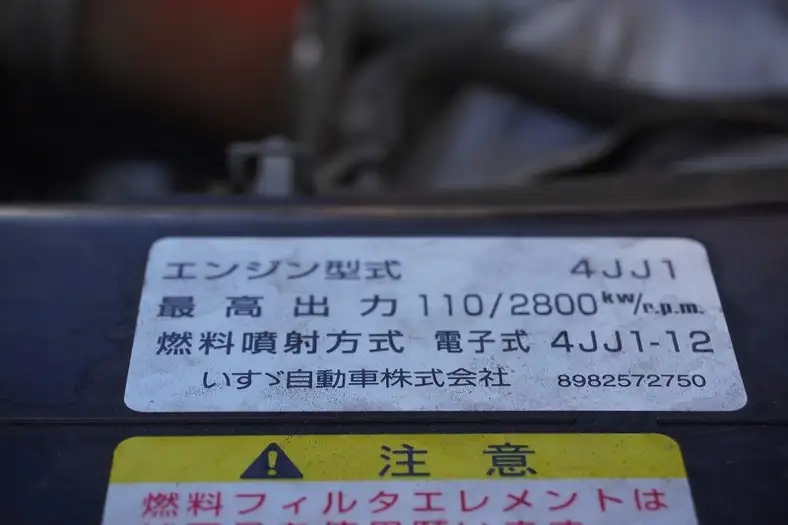 エンジン型式 4JJ1
最高出力 110/2800kw/r.p.m.
燃料噴射方式 電子式 4JJ1-12
いすゞ自動車株式会社 8982572750
注意
燃料フィルタエレメントは